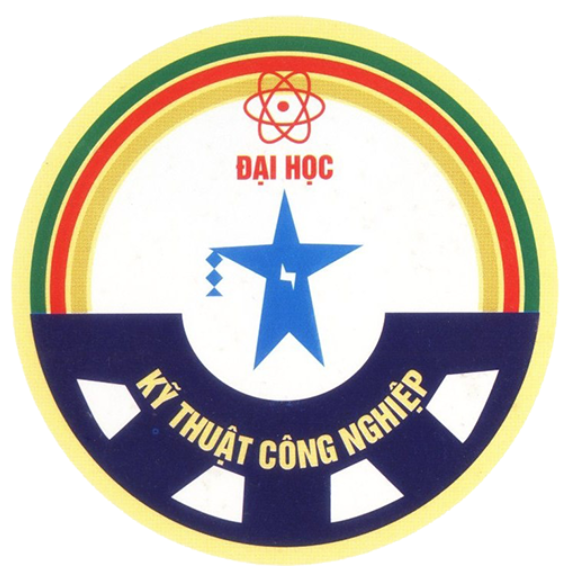 ĐẠI HỌC
KỸ THUẬT CÔNG NGHIỆP